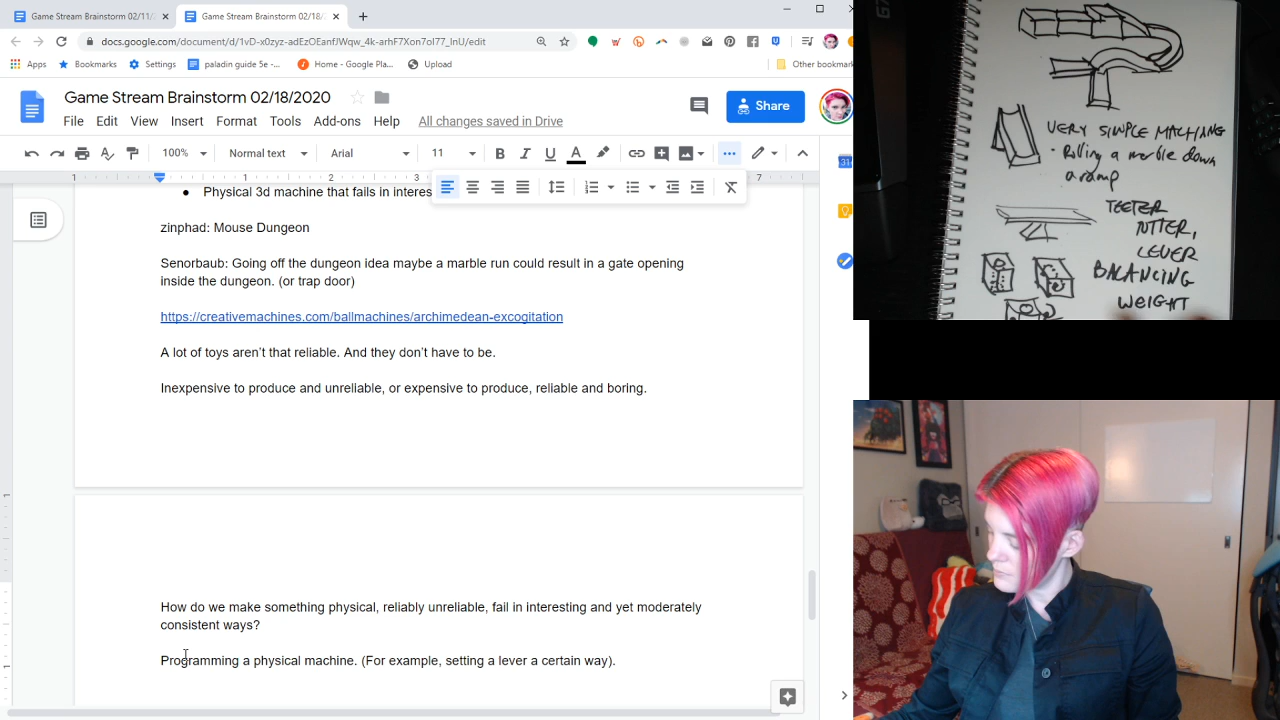 Game Stream Brainstorm 02/11/
Game Stream Brainstorm 02/18/
docs.google.com/document/d/1vD-x0zyz-adEzOEanfJWqw_4k-arhF7Xon7oI77_lnU/edit
Apps
Bookmarks
Settings
paladin guide 5e -...
Home - Google Pla...
Upload
Other bookmark
Game Stream Brainstorm 02/18/2020
File Edit View Insert Format Tools Add-ons Help All changes saved in Drive
Share
100% Normal text Arial 11 B I U A
1 1 2 3 7
● Physical 3d machine that fails in interes
zinphad: Mouse Dungeon
Senorbaub: Going off the dungeon idea maybe a marble run could result in a gate opening
inside the dungeon. (or trap door)
https://creativemachines.com/ballmachines/archimedean-excogitation
A lot of toys aren't that reliable. And they don't have to be.
Inexpensive to produce and unreliable, or expensive to produce, reliable and boring.
How do we make something physical, reliably unreliable, fail in interesting and yet moderately
consistent ways?
Programming a physical machine. (For example, setting a lever a certain way).
VERY SIMPLE MACHINE
· Rolling a marble down
a ramp
TEETER
TOTTER,
LEVER
BALANCING
WEIGHT